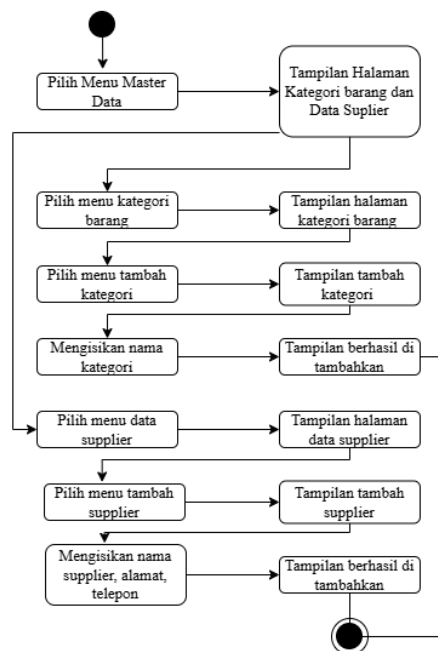 Pilih Menu Master
Data
Tampilan Halaman
Kategori barang dan
Data Suplier
Pilih menu kategori
barang
Tampilan halaman
kategori barang
Pilih menu tambah
kategori
Tampilan tambah
kategori
Mengisikan nama
kategori
Tampilan berhasil di
tambahkan
Pilih menu data
supplier
Tampilan halaman
data supplier
Pilih menu tambah
supplier
Tampilan tambah
supplier
Mengisikan nama
supplier, alamat,
telepon
Tampilan berhasil di
tambahkan